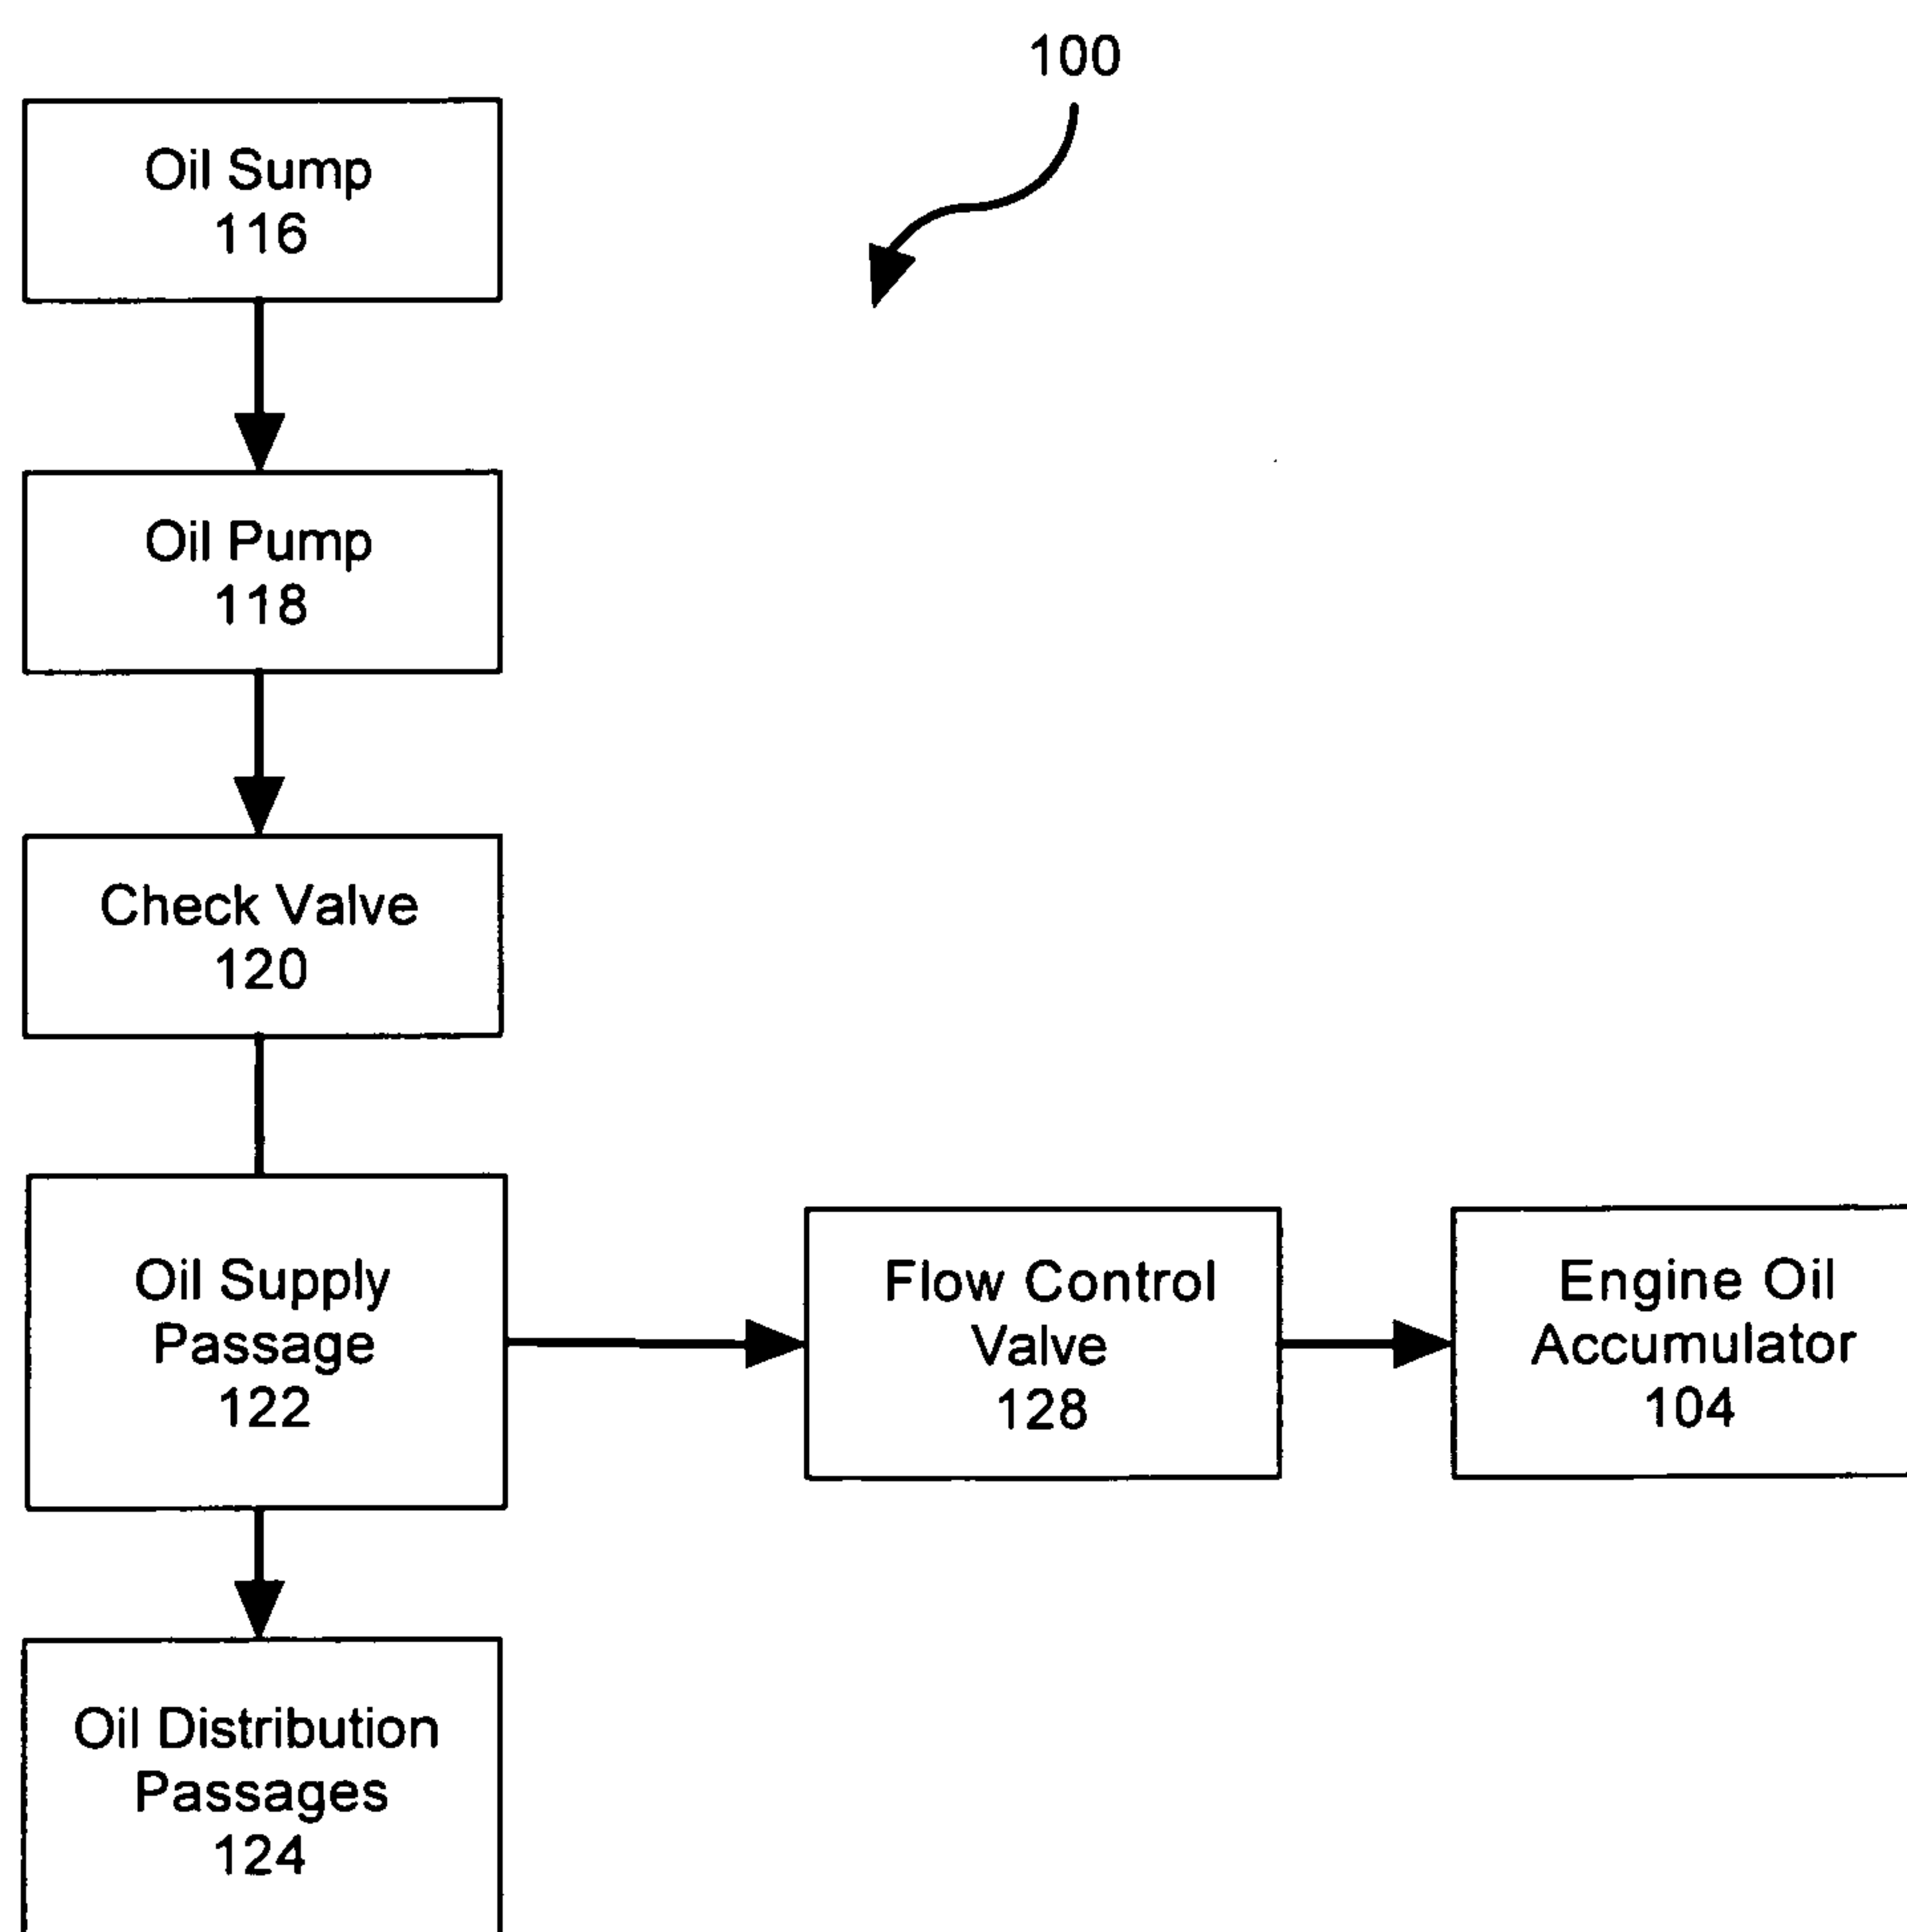 100
Oil Sump
116
Oil Pump
118
Check Valve
120
Oil Supply
Passage
122
Flow Control
Valve
128
Engine Oil
Accumulator
104
Oil Distribution
Passages
124